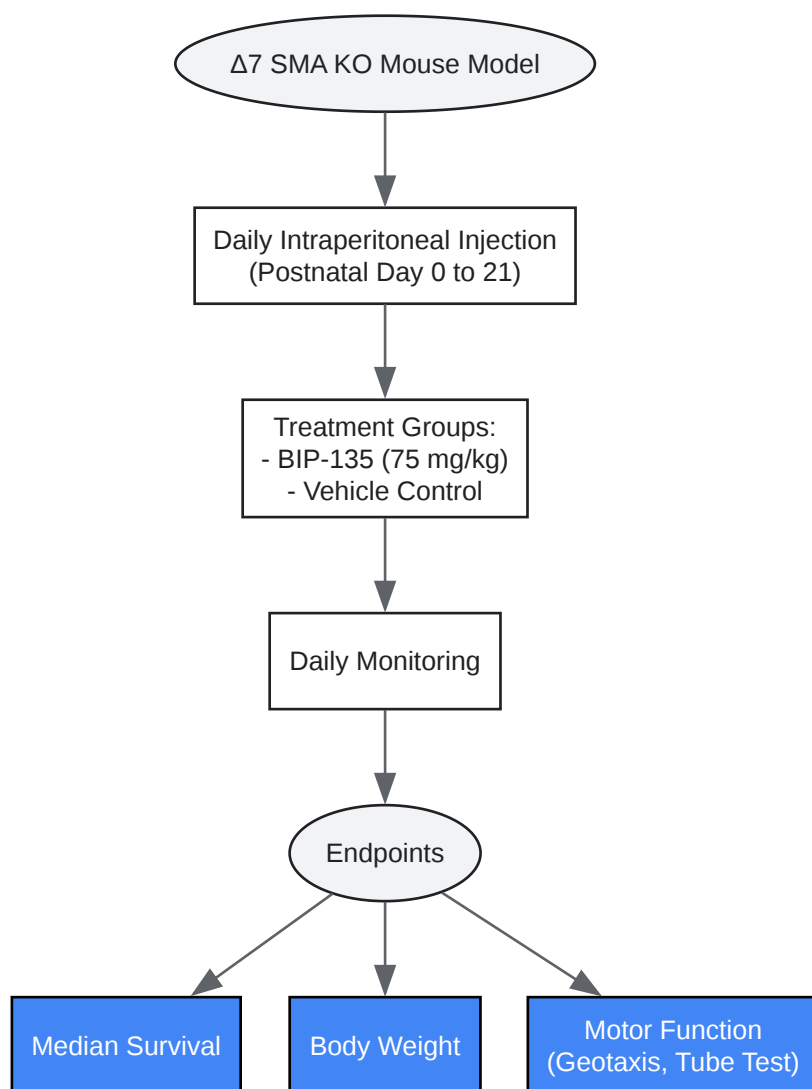 Δ7 SMA KO Mouse Model
Daily Intraperitoneal Injection
(Postnatal Day 0 to 21)
Treatment Groups:
- BIP-135 (75 mg/kg)
- Vehicle Control
Daily Monitoring
Endpoints
Median Survival
Body Weight
Motor Function
(Geotaxis, Tube Test)